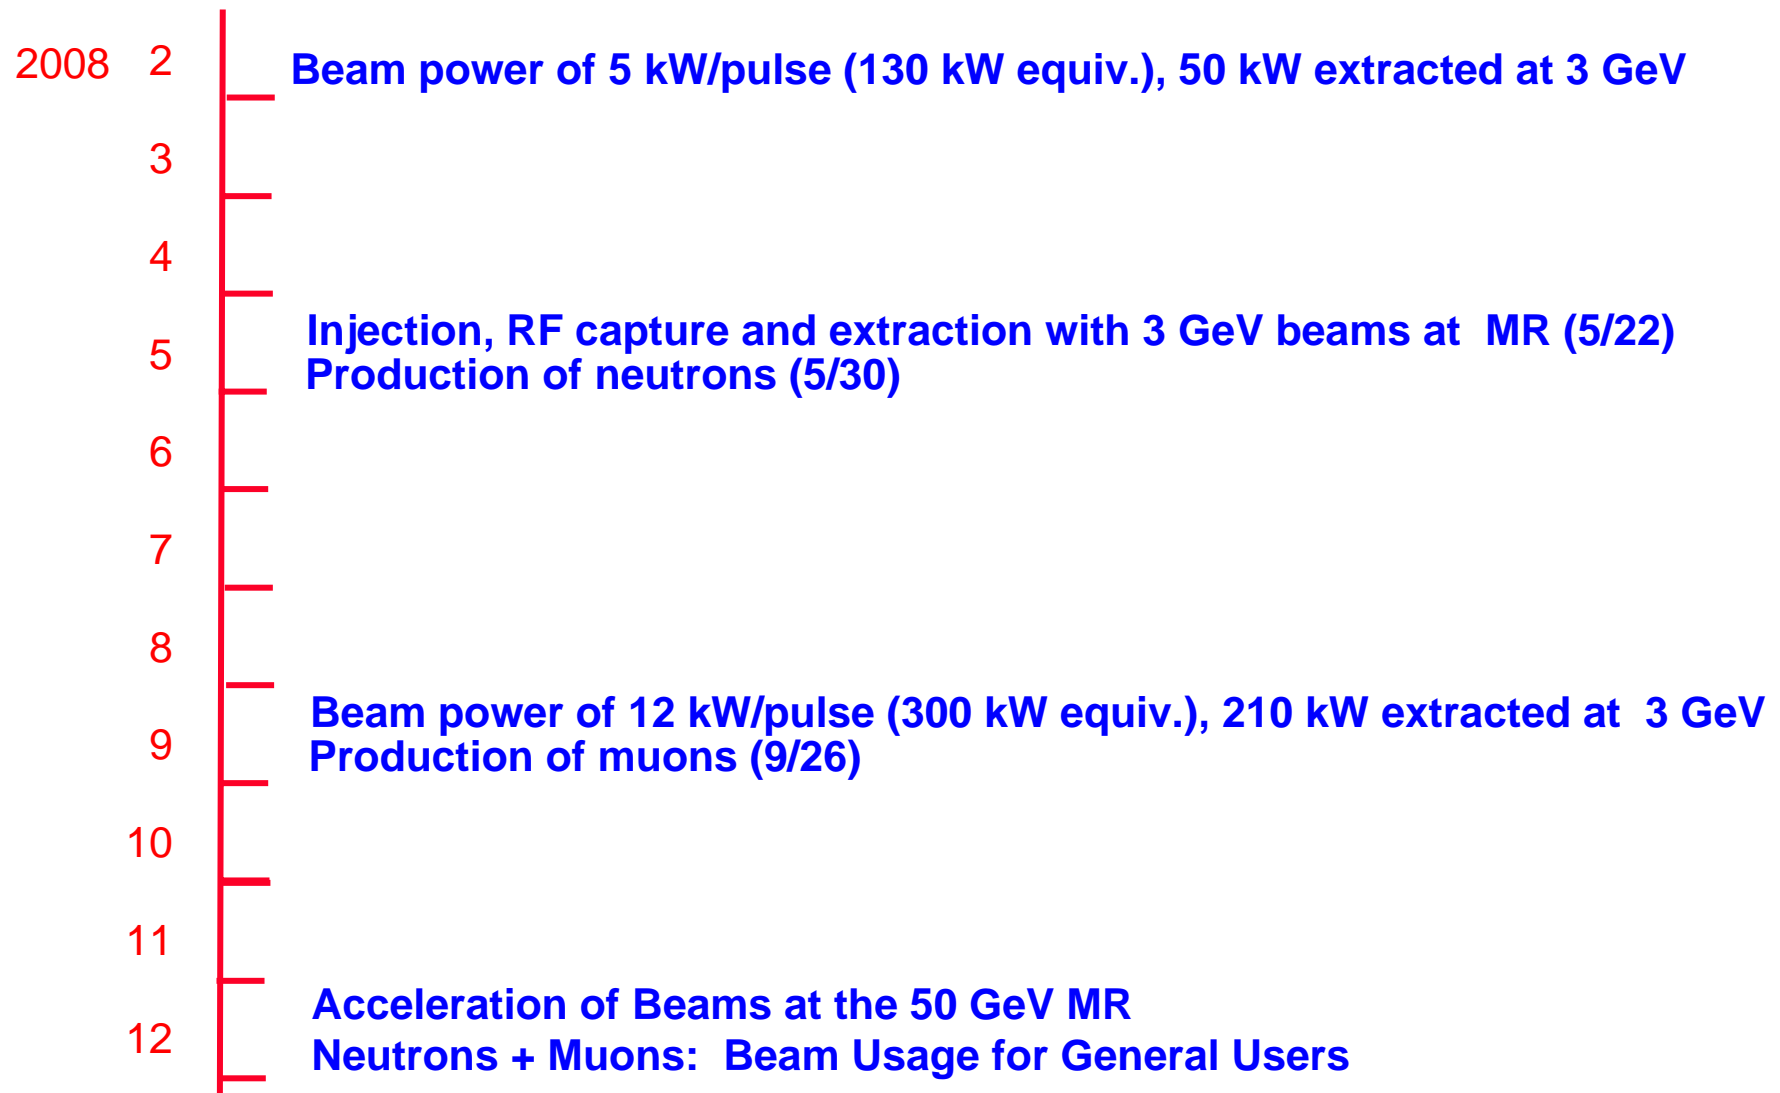 2008 2 Beam power of 5 kW/pulse (130 kW equiv.), 50 kW extracted at 3 GeV
3
4
Injection, RF capture and extraction with 3 GeV beams at MR (5/22)
5
Production of neutrons (5/30)
6
7
8
Beam power of 12 kW/pulse (300 kW equiv.), 210 kW extracted at 3 GeV
9
Production of muons (9/26)
10
11
Acceleration of Beams at the 50 GeV MR
12
Neutrons + Muons: Beam Usage for General Users